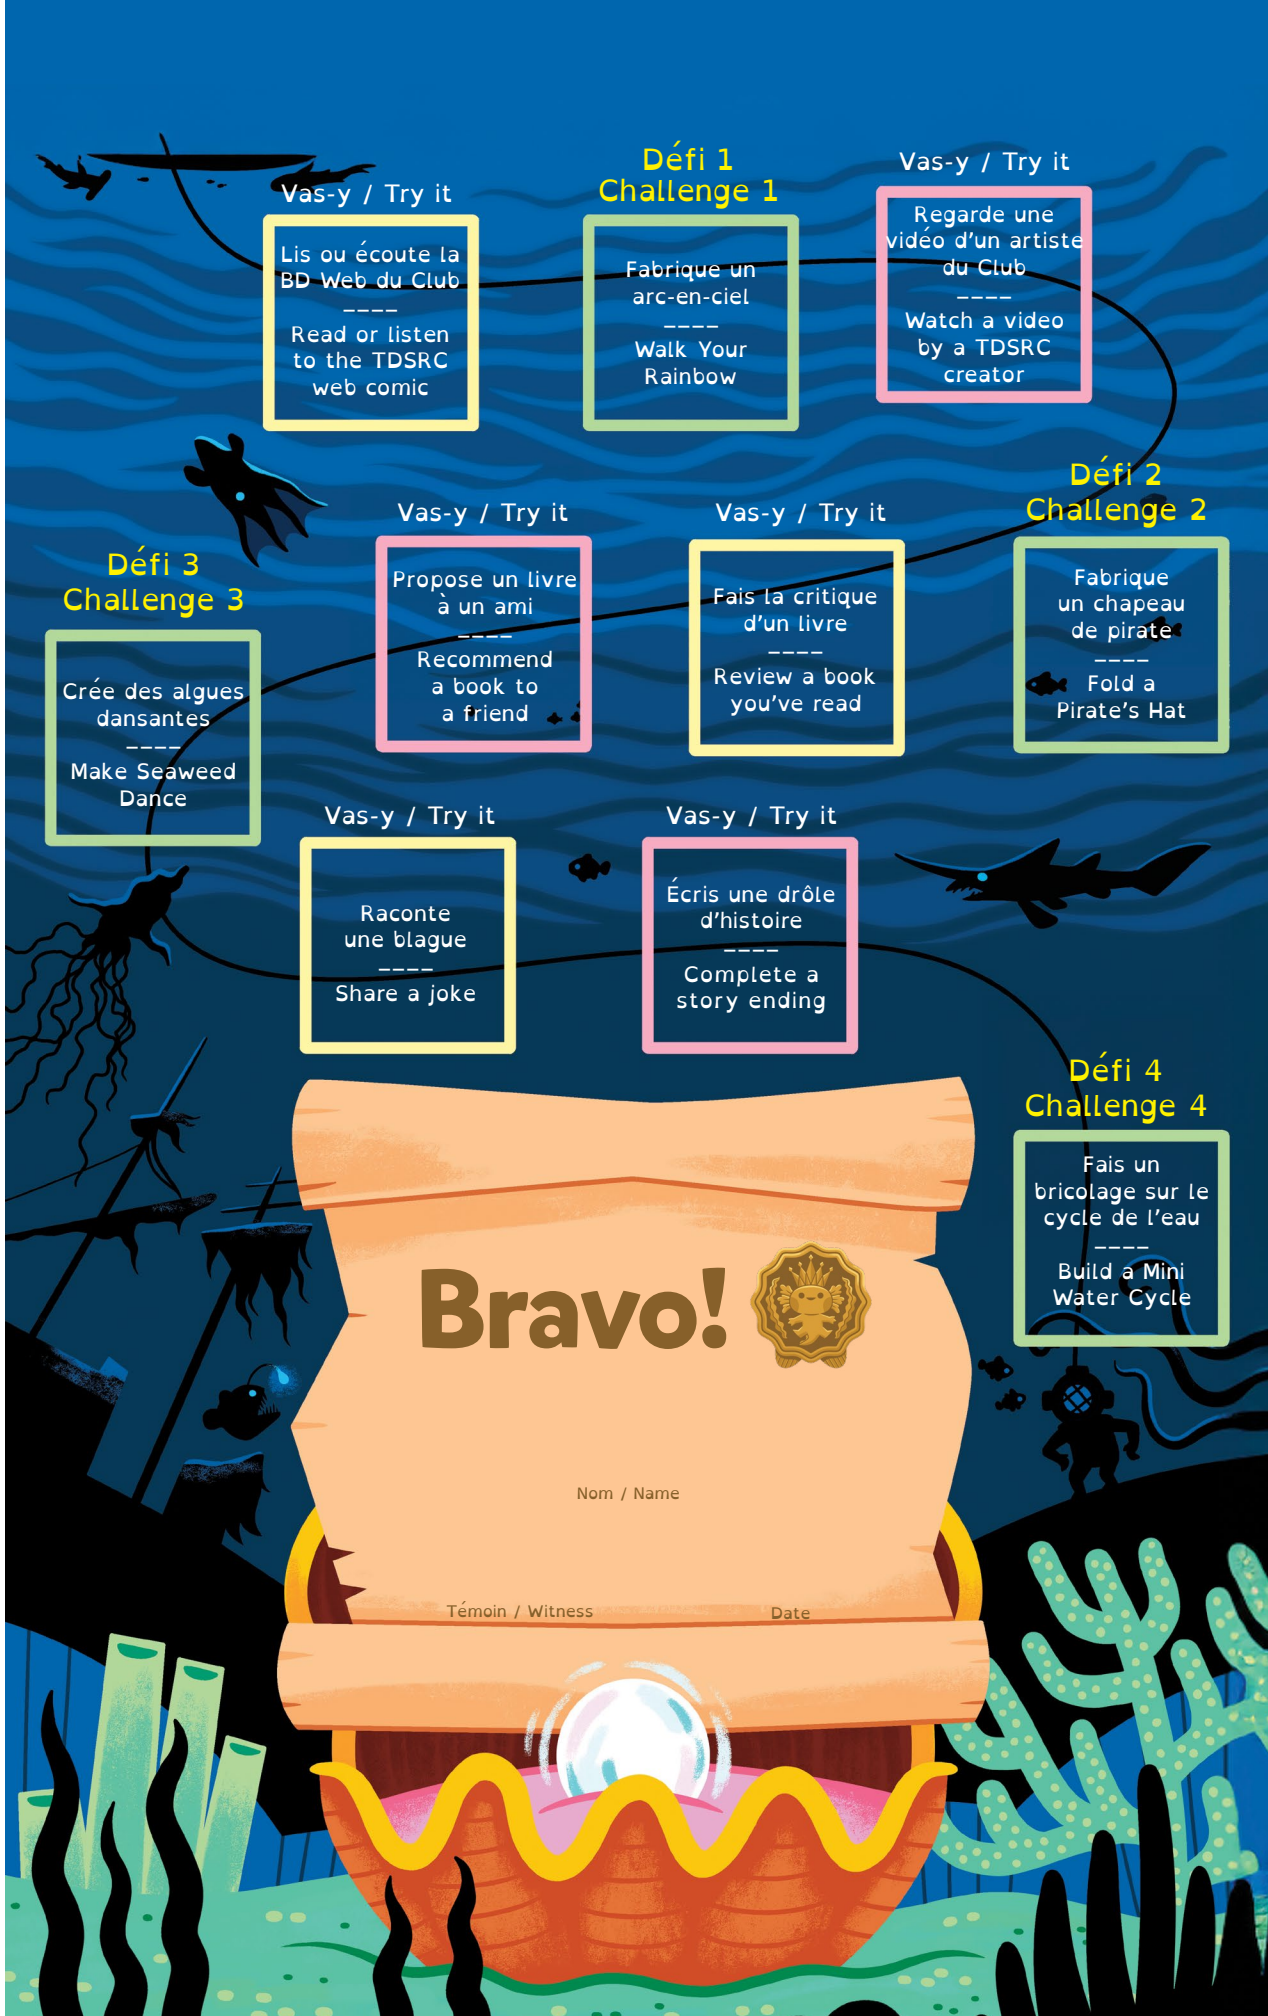 Vas-y / Try it
Lis ou écoute la
BD Web du Club
----
Read or listen
to the TDSRC
web comic
Défi 1
Challenge 1
Fabrique un
arc-en-ciel
----
Walk Your
Rainbow
Vas-y / Try it
Regarde une
vidéo d'un artiste
du Club
----
Watch a video
by a TDSRC
creator
Défi 2
Challenge 2
Fabrique
un chapeau
de pirate
----
Fold a
Pirate's Hat
Vas-y / Try it
Fais la critique
d'un livre
----
Review a book
you've read
Vas-y / Try it
Propose un livre
à un ami
----
Recommend
a book to
a friend
Défi 3
Challenge 3
Crée des algues
dansantes
----
Make Seaweed
Dance
Vas-y / Try it
Raconte
une blague
----
Share a joke
Vas-y / Try it
Écris une drôle
d'histoire
----
Complete a
story ending
Défi 4
Challenge 4
Fais un
bricolage sur le
cycle de l'eau
----
Build a Mini
Water Cycle
Bravo!
Nom / Name
Témoin / Witness
Date